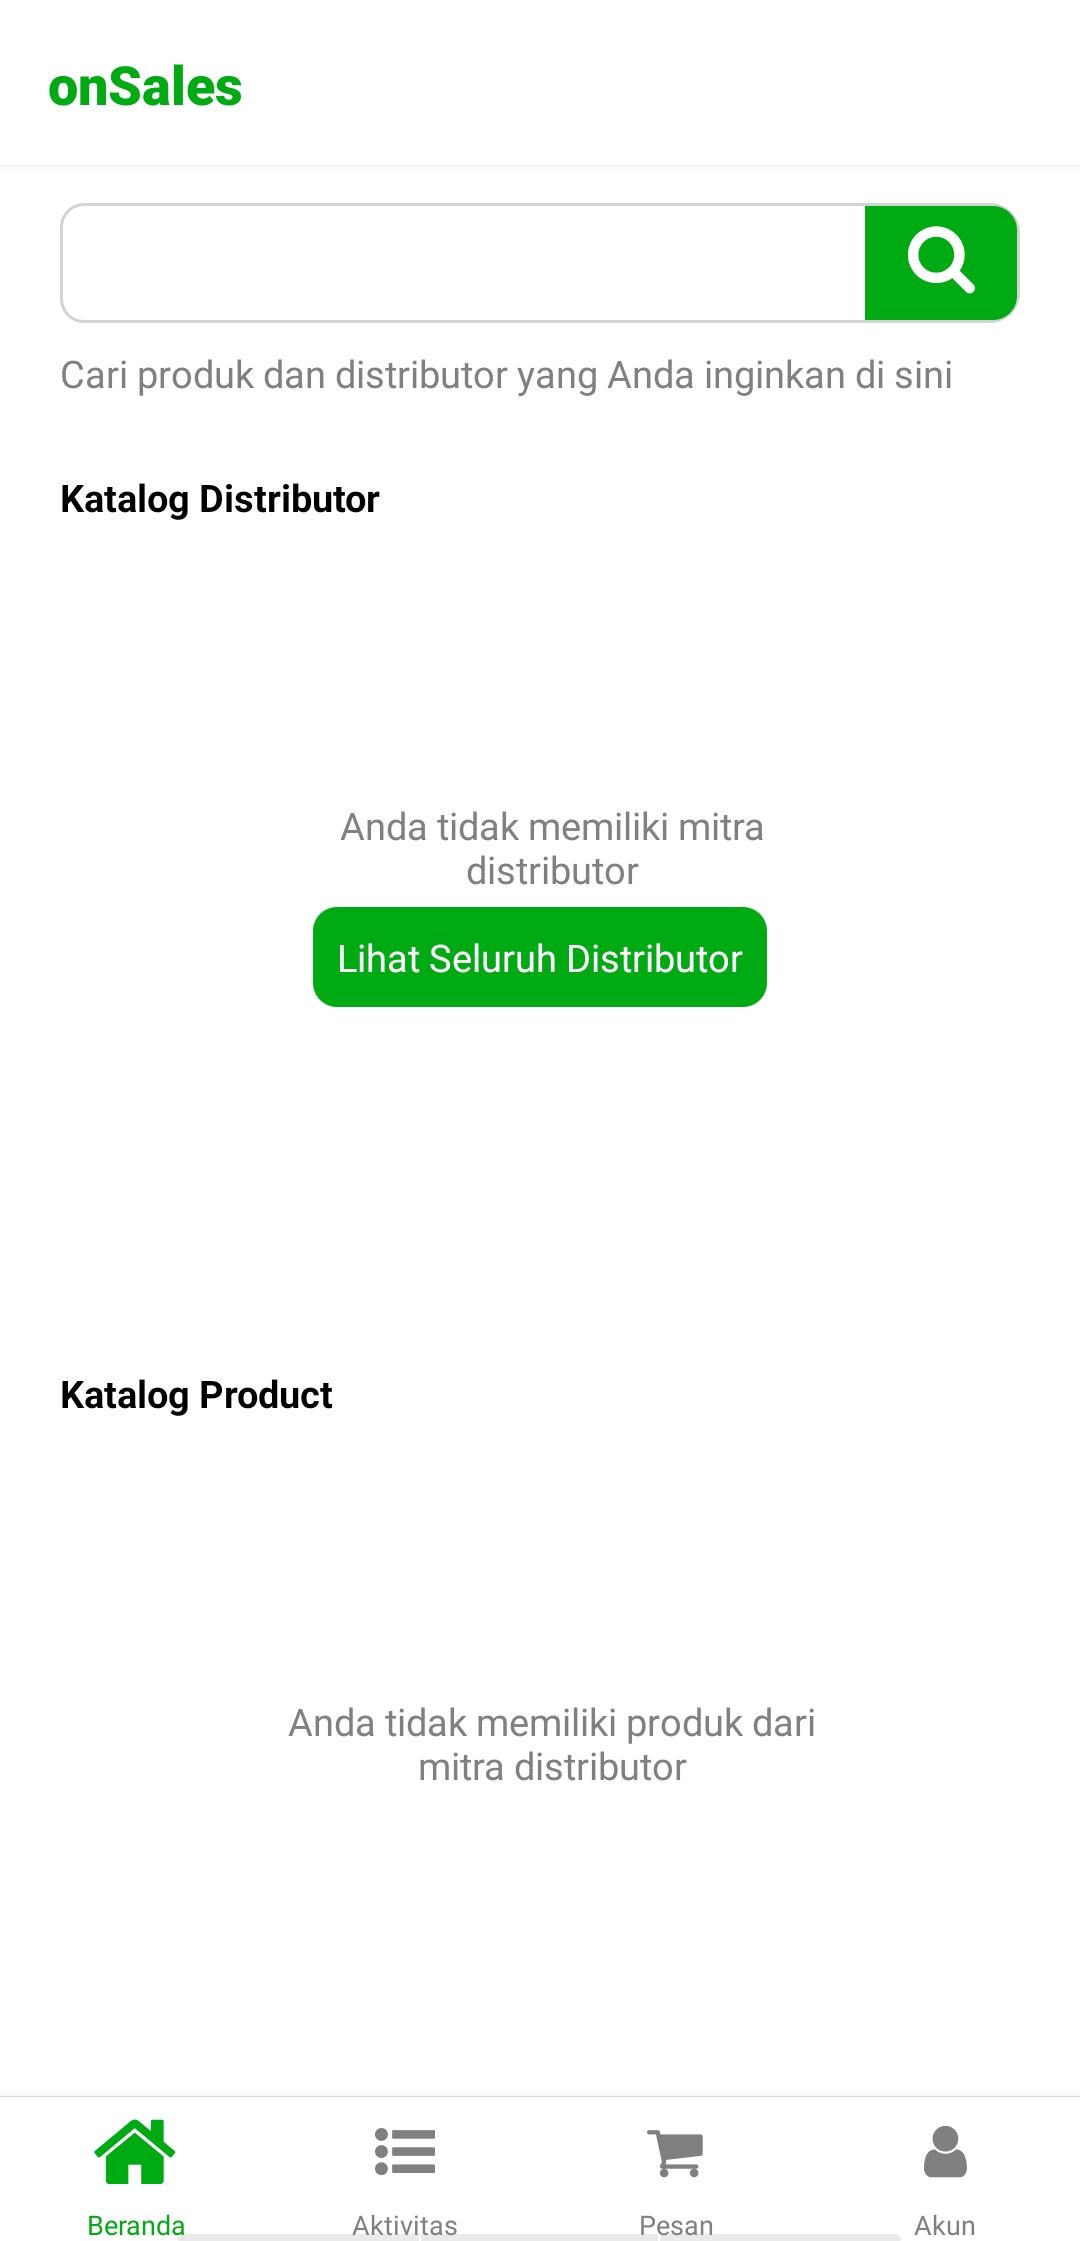 onSales
Cari produk dan distributor yang Anda inginkan di sini
Katalog Distributor
Anda tidak memiliki mitra
distributor
Lihat Seluruh Distributor
Katalog Product
Anda tidak memiliki produk dari
mitra distributor
Beranda
Aktivitas
Pesan
Akun